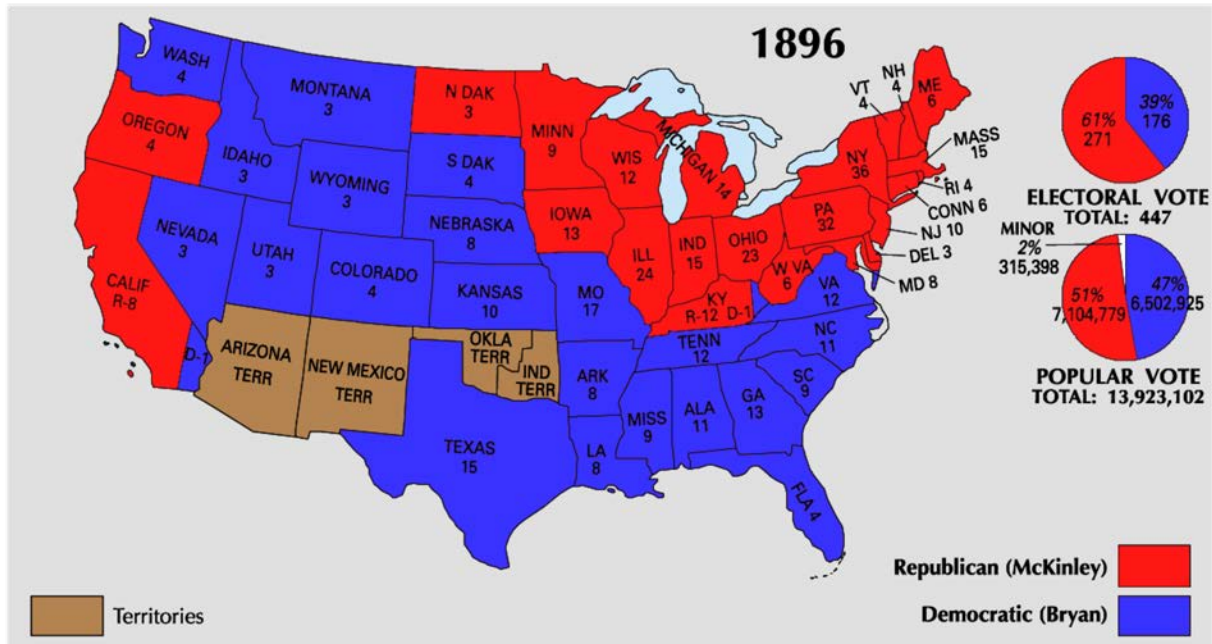 1896
WASH
4
MONTANA
3
N DAK
3
MINN
9
OREGON
4
IDAHO
3
WYOMING
3
S DAK
4
WIS
12
MICHIGAN 14
VT
4
NH
4
ME
6
MASS
15
NY
36
RI 4
CONN 6
NJ 10
PA
32
DEL 3
MD 8
NEVADA
3
UTAH
3
COLORADO
4
NEBRASKA
8
IOWA
13
ILL
24
IND
15
OHIO
23
W VA
6
VA
12
CALIF
R-8
D-1
KANSAS
10
MO
17
KY
R-12 D-1
TENN
12
NC
11
ARIZONA
TERR
NEW MEXICO
TERR
OKLA
TERR
IND
TERR
ARK
8
SC
9
MISS
9
ALA
11
GA
13
TEXAS
15
LA
8
FLA 4
61%
271
39%
176
ELECTORAL VOTE
TOTAL: 447
MINOR
2%
315,398
51%
7,104,779
47%
6,502,925
POPULAR VOTE
TOTAL: 13,923,102
Republican (McKinley)
Democratic (Bryan)
Territories